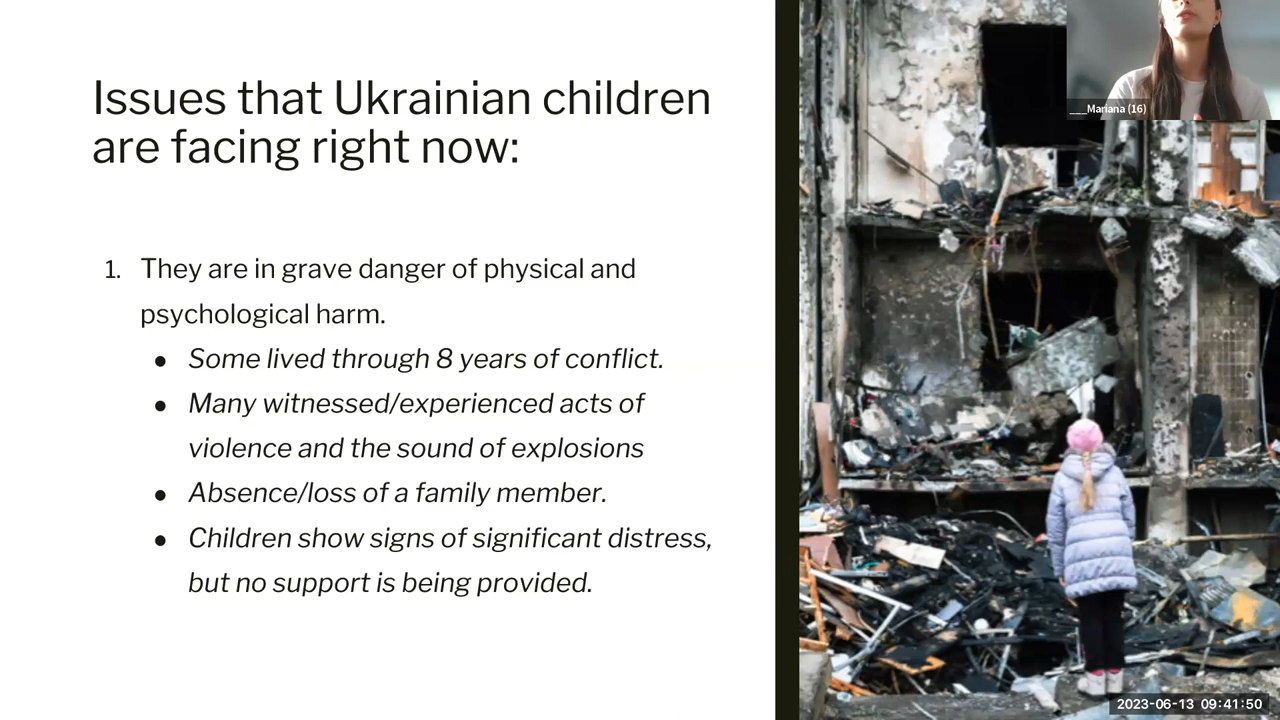 Issues that Ukrainian children
are facing right now:
1. They are in grave danger of physical and
psychological harm.
● Some lived through 8 years of conflict.
● Many witnessed/experienced acts of
violence and the sound of explosions
● Absence/loss of a family member.
● Children show signs of significant distress,
but no support is being provided.
___Mariana (16)
2023-06-13 09:41:50